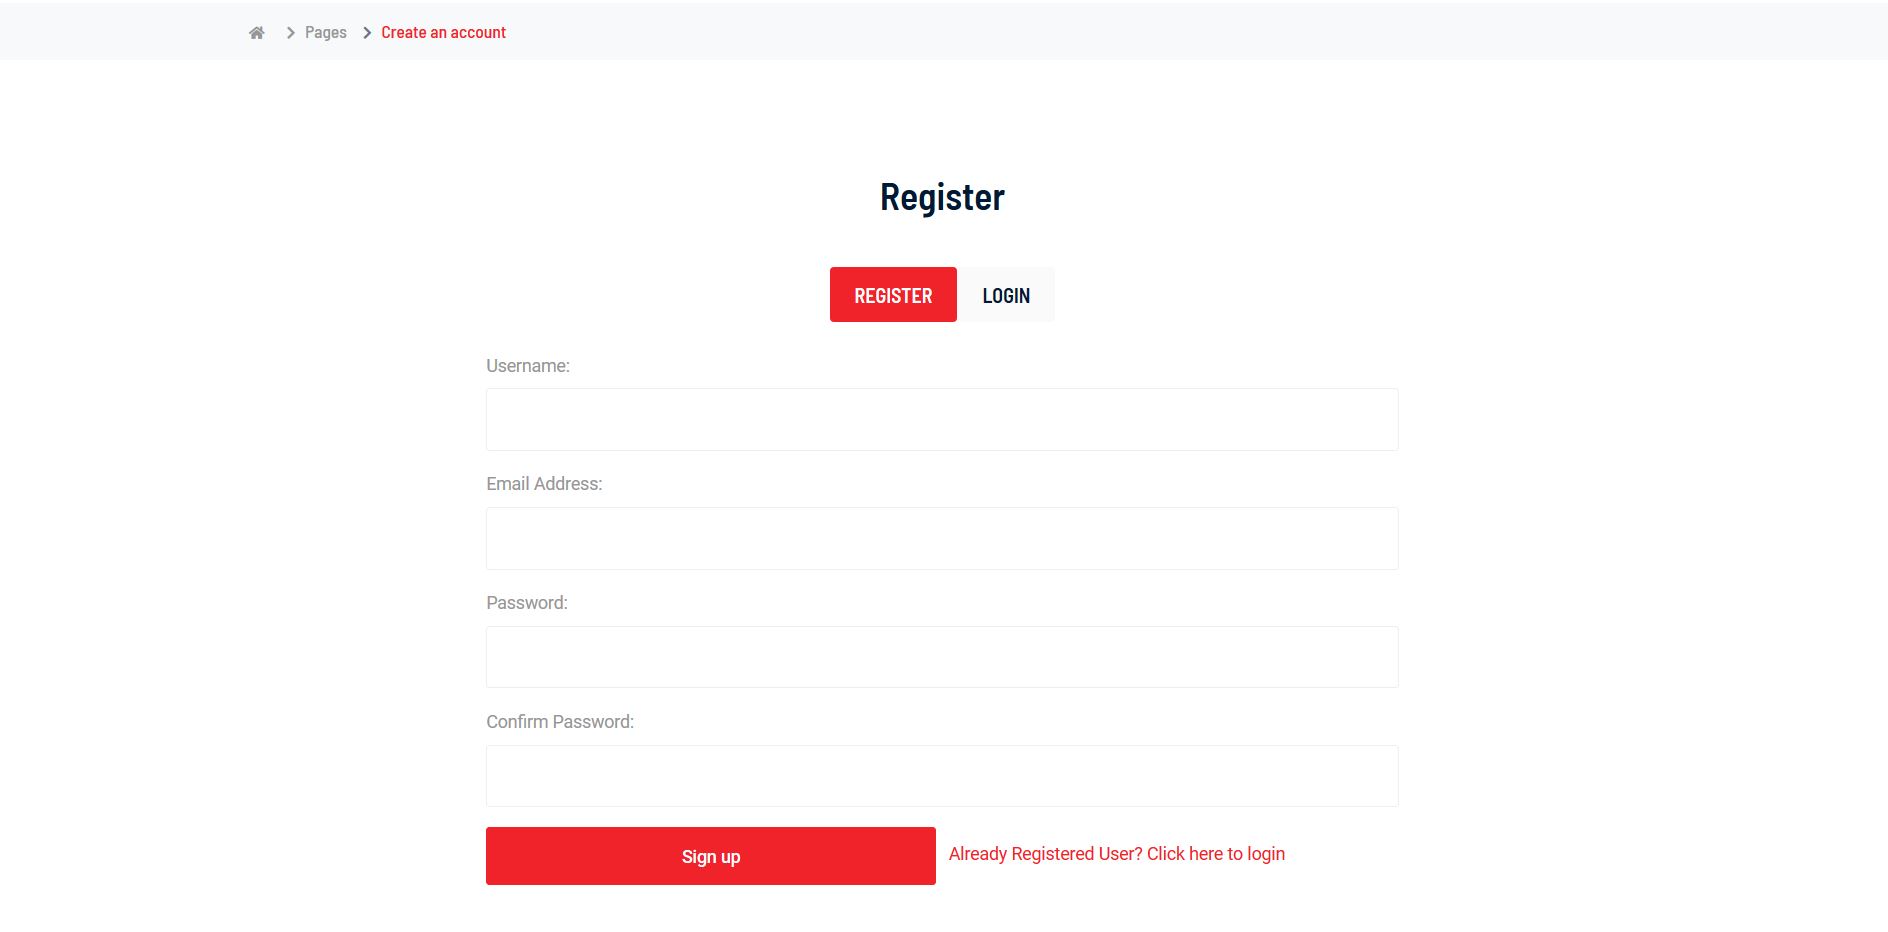 Pages Create an account
Register
REGISTER LOGIN
Username:
Email Address:
Password:
Confirm Password:
Sign up Already Registered User? Click here to login